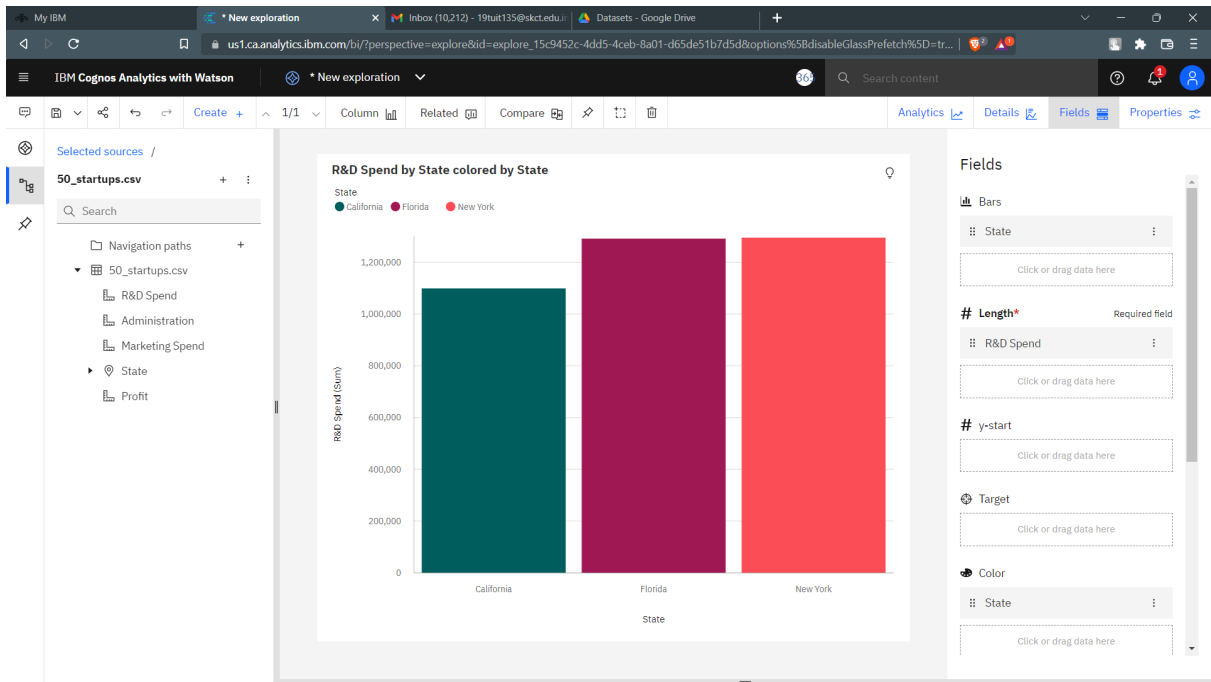 My IBM
* New exploration
Inbox (10,212) - 19tuit135@skct.edu.in
Datasets - Google Drive
us1.ca.analytics.ibm.com/bi/?perspective=explore&id=explore_15c9452c-4dd5-4ceb-8a01-d65de51b7d5d&options%5BdisableGlassPrefetch%5D=tr...
IBM Cognos Analytics with Watson
* New exploration
Search content
1
Create +
1/1
Column
Related
Compare
Analytics
Details
Fields
Properties
Selected sources /
50_startups.csv
Search
Navigation paths
50_startups.csv
R&D Spend
Administration
Marketing Spend
State
Profit
R&D Spend by State colored by State
State
California Florida New York
1,200,000
1,000,000
800,000
600,000
400,000
200,000
0
R&D Spend (Sum)
California Florida New York
State
Fields
Bars
State
Click or drag data here
# Length* Required field
R&D Spend
Click or drag data here
# y-start
Click or drag data here
Target
Click or drag data here
Color
State
Click or drag data here